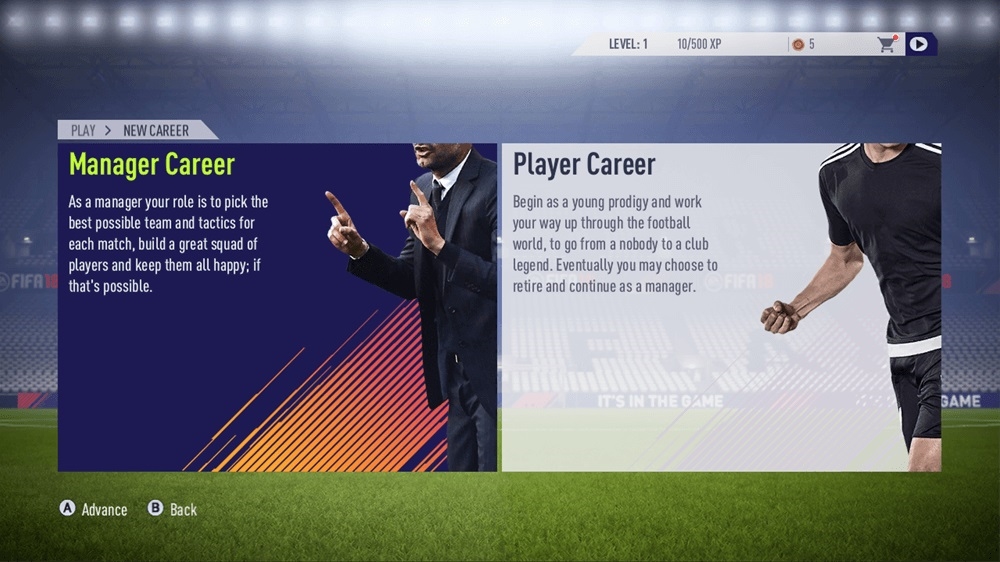 LEVEL: 1 10/500 XP 5
PLAY > NEW CAREER
Manager Career
As a manager your role is to pick the
best possible team and tactics for
each match, build a great squad of
players and keep them all happy; if
that's possible.
Player Career
Begin as a young prodigy and work
your way up through the football
world, to go from a nobody to a club
legend. Eventually you may choose to
retire and continue as a manager.
FIFA 18
IT'S IN THE GAME
GAME
A Advance B Back